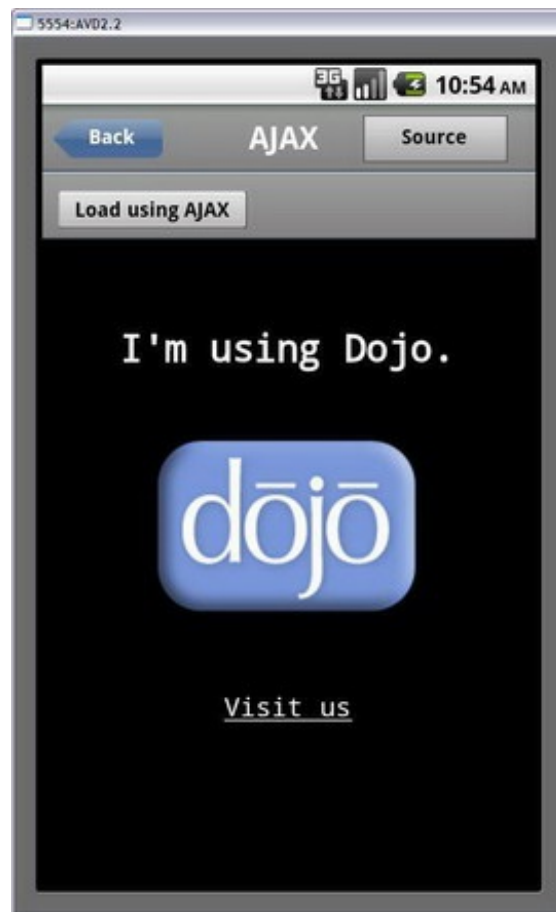 5554:AVD2.2
3G 10:54 AM
Back AJAX Source
Load using AJAX
I'm using Dojo.
dōjō
Visit us